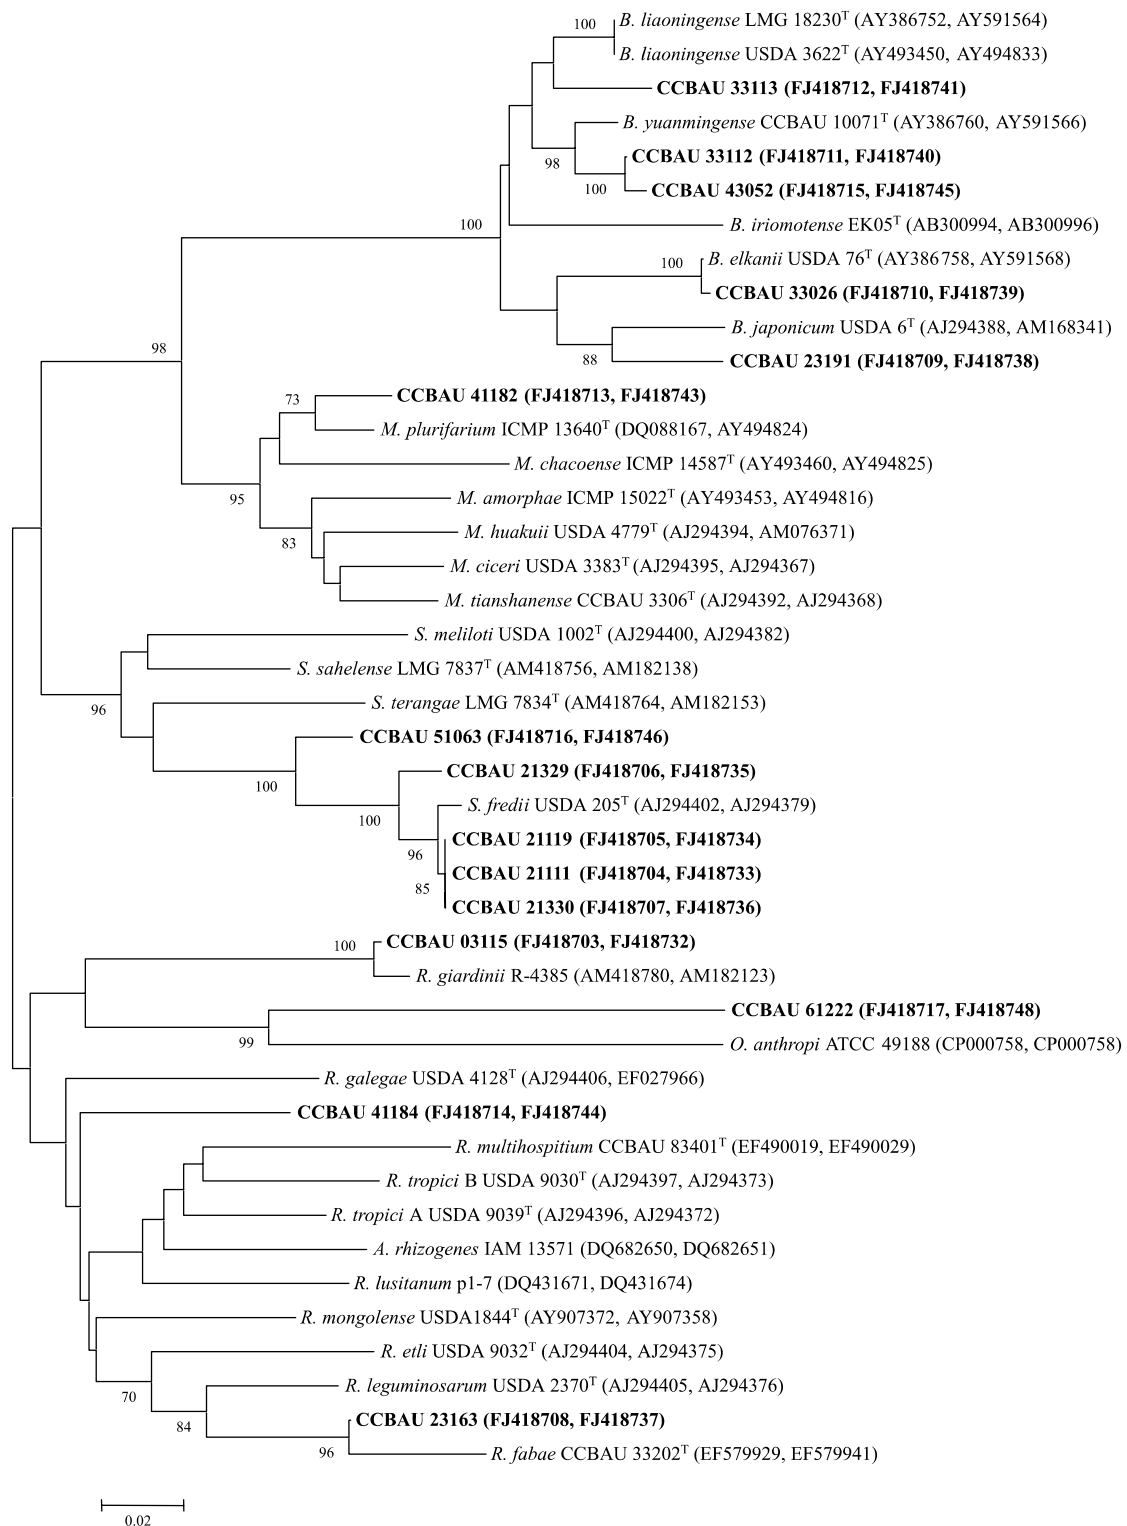 100
B. liaoningense LMG 18230T (AY386752, AY591564)
B. liaoningense USDA 3622T (AY493450, AY494833)
CCBAU 33113 (FJ418712, FJ418741)
B. yuanmingense CCBAU 10071T (AY386760, AY591566)
98
CCBAU 33112 (FJ418711, FJ418740)
100
CCBAU 43052 (FJ418715, FJ418745)
100
B. iriomotense EK05T (AB300994, AB300996)
100
B. elkanii USDA 76T (AY386758, AY591568)
CCBAU 33026 (FJ418710, FJ418739)
B. japonicum USDA 6T (AJ294388, AM168341)
98
88
CCBAU 23191 (FJ418709, FJ418738)
73
CCBAU 41182 (FJ418713, FJ418743)
M. plurifarium ICMP 13640T (DQ088167, AY494824)
M. chacoense ICMP 14587T (AY493460, AY494825)
95
M. amorphae ICMP 15022T (AY493453, AY494816)
83
M. huakuii USDA 4779T (AJ294394, AM076371)
M. ciceri USDA 3383T (AJ294395, AJ294367)
M. tianshanense CCBAU 3306T (AJ294392, AJ294368)
S. meliloti USDA 1002T (AJ294400, AJ294382)
S. sahelense LMG 7837T (AM418756, AM182138)
96
S. terangae LMG 7834T (AM418764, AM182153)
CCBAU 51063 (FJ418716, FJ418746)
100
CCBAU 21329 (FJ418706, FJ418735)
S. fredii USDA 205T (AJ294402, AJ294379)
100
CCBAU 21119 (FJ418705, FJ418734)
96
CCBAU 21111 (FJ418704, FJ418733)
85
CCBAU 21330 (FJ418707, FJ418736)
100
CCBAU 03115 (FJ418703, FJ418732)
R. giardinii R-4385 (AM418780, AM182123)
CCBAU 61222 (FJ418717, FJ418748)
99
O. anthropi ATCC 49188 (CP000758, CP000758)
R. galegae USDA 4128T (AJ294406, EF027966)
CCBAU 41184 (FJ418714, FJ418744)
R. multihospitium CCBAU 83401T (EF490019, EF490029)
R. tropici B USDA 9030T (AJ294397, AJ294373)
R. tropici A USDA 9039T (AJ294396, AJ294372)
A. rhizogenes IAM 13571 (DQ682650, DQ682651)
R. lusitanum p1-7 (DQ431671, DQ431674)
R. mongolense USDA1844T (AY907372, AY907358)
R. etli USDA 9032T (AJ294404, AJ294375)
70
R. leguminosarum USDA 2370T (AJ294405, AJ294376)
84
CCBAU 23163 (FJ418708, FJ418737)
96
R. fabae CCBAU 33202T (EF579929, EF579941)
0.02